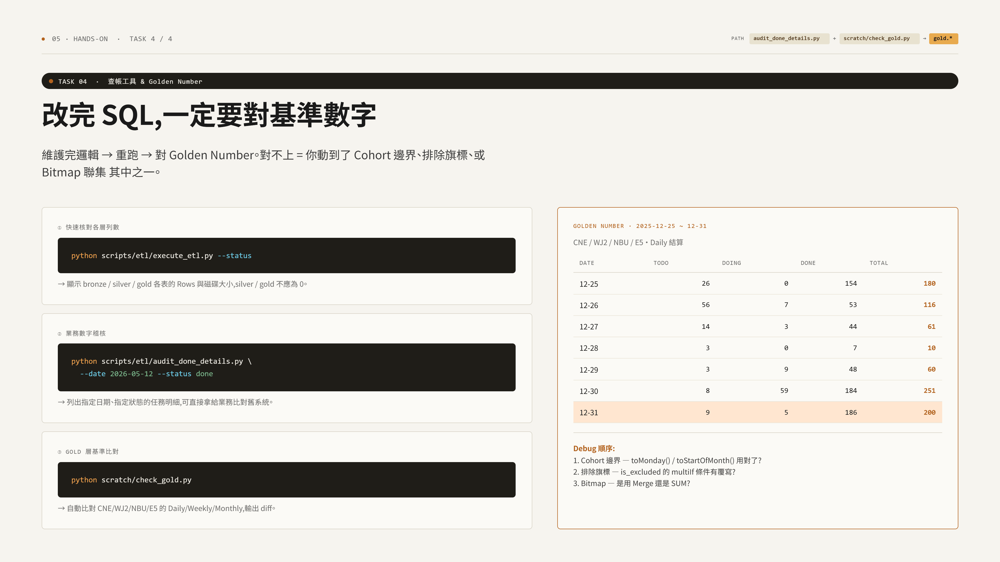 05 · HANDS-ON · TASK 4 / 4
PATH audit_done_details.py + scratch/check_gold.py → gold.*
TASK 04 · 查帳工具 & Golden Number
改完 SQL,一定要對基準數字
維護完邏輯 → 重跑 → 對 Golden Number。對不上 = 你動到了 Cohort 邊界、排除旗標、或
Bitmap 聯集 其中之一。
① 快速核對各層列數
python scripts/etl/execute_etl.py --status
→ 顯示 bronze / silver / gold 各表的 Rows 與磁碟大小,silver / gold 不應為 0。
② 業務數字稽核
python scripts/etl/audit_done_details.py \
--date 2026-05-12 --status done
→ 列出指定日期、指定狀態的任務明細,可直接拿給業務比對舊系統。
③ GOLD 層基準比對
python scratch/check_gold.py
→ 自動比對 CNE/WJ2/NBU/E5 的 Daily/Weekly/Monthly,輸出 diff。
GOLDEN NUMBER · 2025-12-25 ~ 12-31
CNE / WJ2 / NBU / E5・Daily 結算
DATE TODO DOING DONE TOTAL
12-25 26 0 154 180
12-26 56 7 53 116
12-27 14 3 44 61
12-28 3 0 7 10
12-29 3 9 48 60
12-30 8 59 184 251
12-31 9 5 186 200
Debug 順序:
1. Cohort 邊界 — toMonday() / toStartOfMonth() 用對了?
2. 排除旗標 — is_excluded 的 multiIf 條件有覆寫?
3. Bitmap — 是用 Merge 還是 SUM?